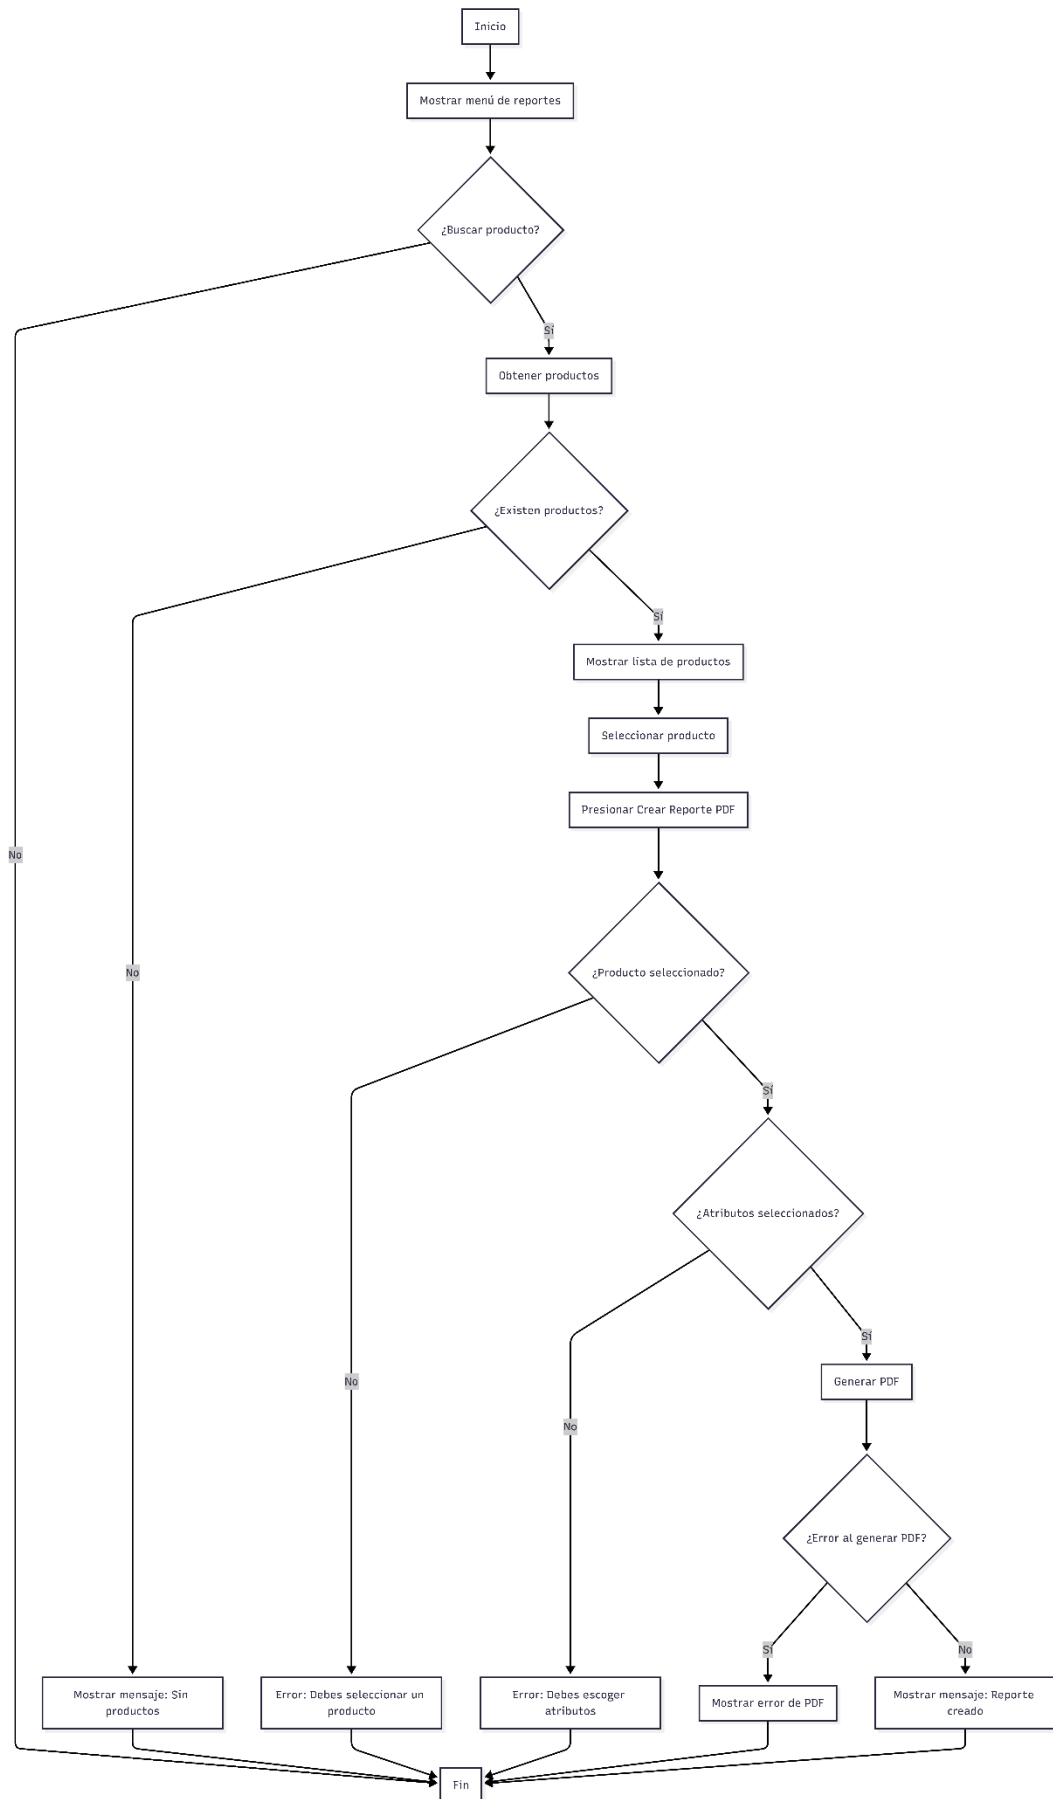 Inicio
Mostrar menú de reportes
¿Buscar producto?
Sí
Obtener productos
¿Existen productos?
Sí
Mostrar lista de productos
Seleccionar producto
Presionar Crear Reporte PDF
No
¿Producto seleccionado?
No
Sí
¿Atributos seleccionados?
Sí
Generar PDF
No
No
¿Error al generar PDF?
Sí
No
Mostrar mensaje: Sin
productos
Error: Debes seleccionar un
producto
Error: Debes escoger
atributos
Mostrar error de PDF
Mostrar mensaje: Reporte
creado
Fin